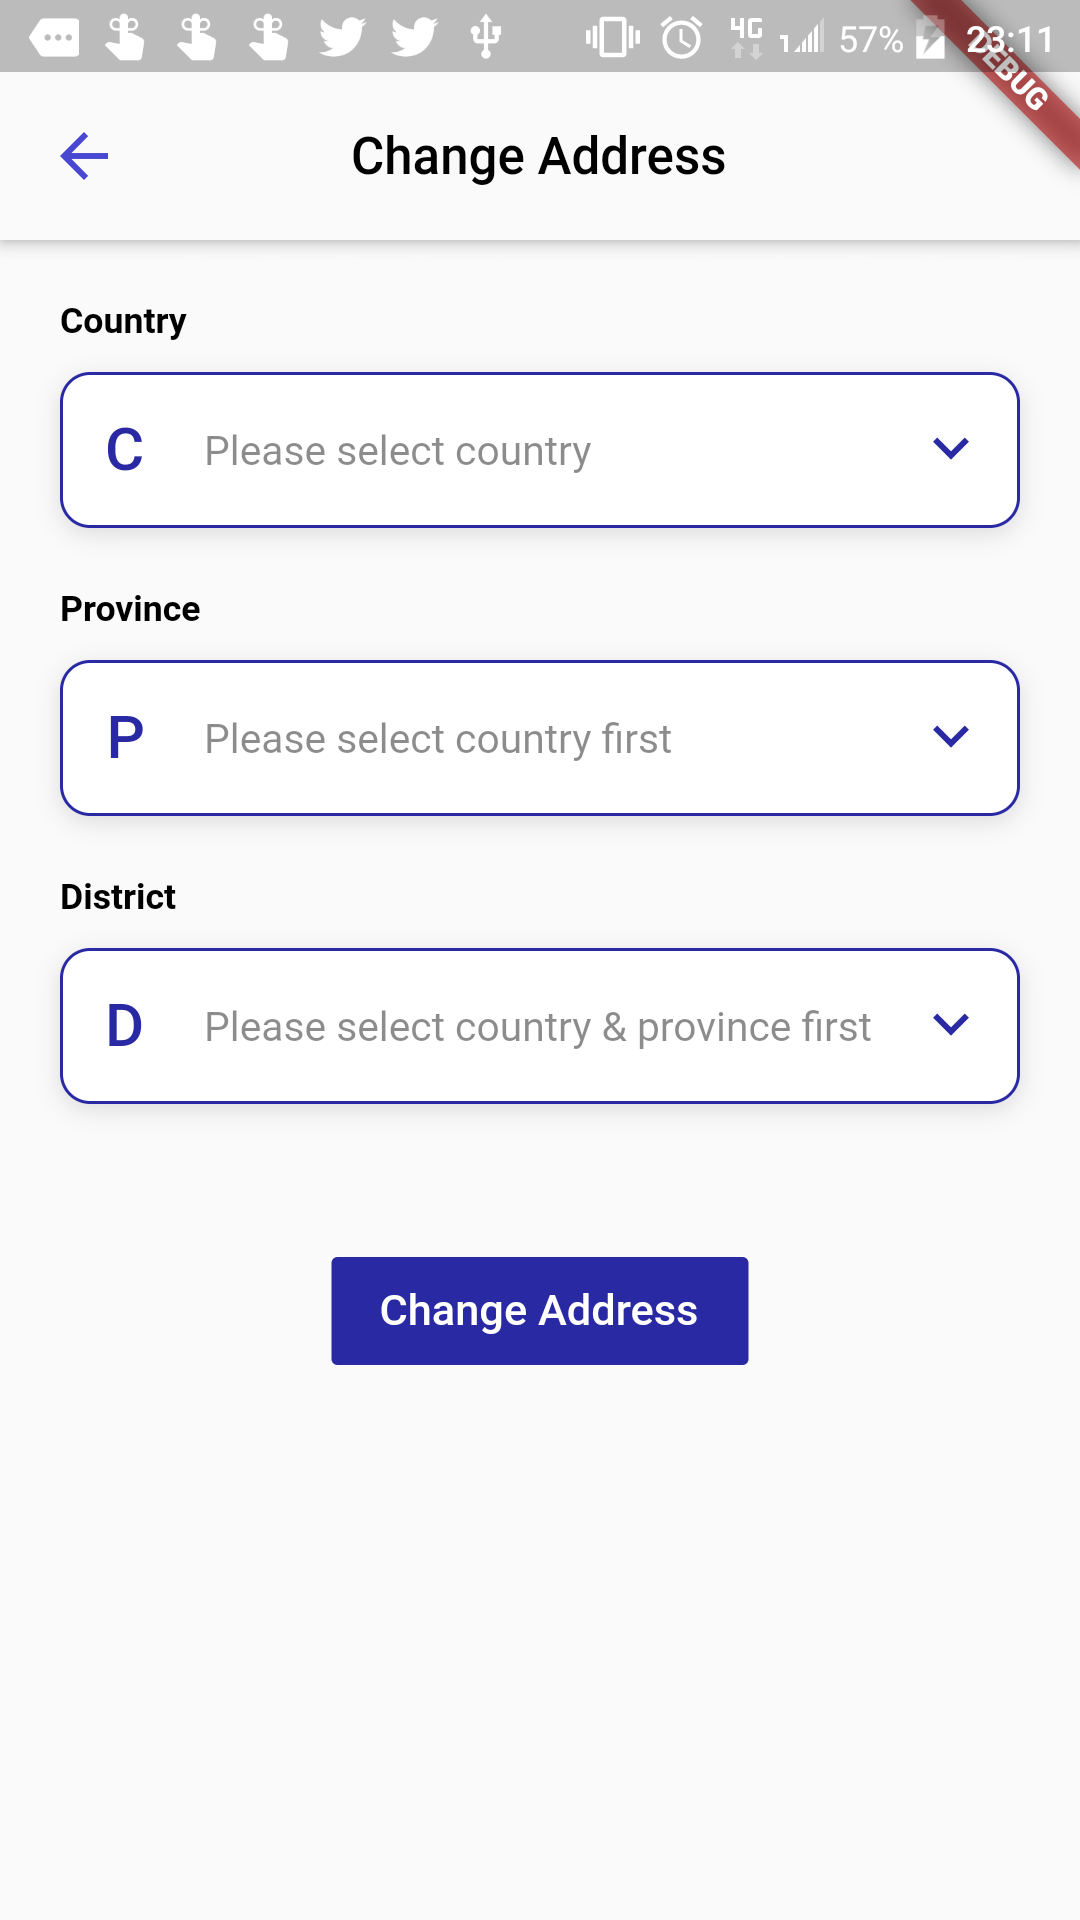 4G 57% 23:11
DEBUG
Change Address
Country
C Please select country
Province
P Please select country first
District
D Please select country & province first
Change Address